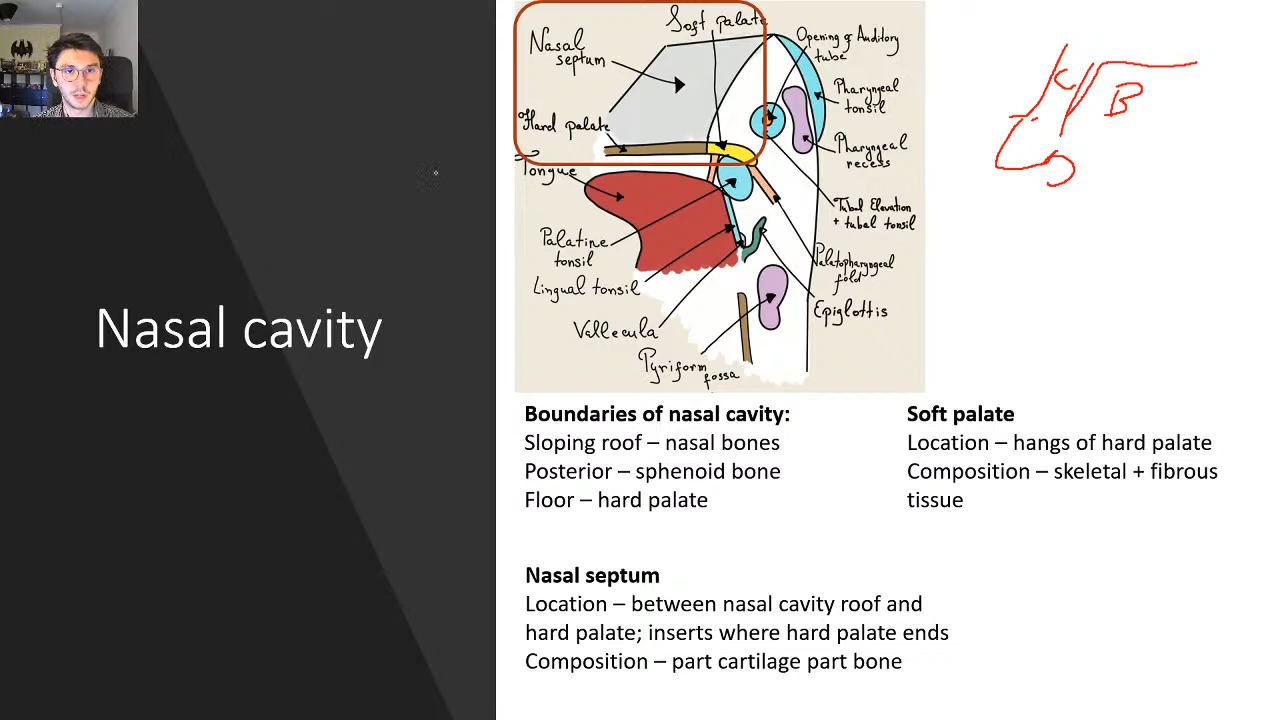 Nasal cavity
Soft palate
Nasal
septum
Opening of Auditory
tube
Pharyngeal
tonsil
Hard palate
Pharyngeal
recess
Tongue
Tubal Elevation
+ tubal tonsil
Palatine
tonsil
Palatopharyngeal
fold
Lingual tonsil
Epiglottis
Vallecula
Pyriform
fossa
C
B
Boundaries of nasal cavity:
Sloping roof – nasal bones
Posterior – sphenoid bone
Floor – hard palate
Soft palate
Location – hangs of hard palate
Composition – skeletal + fibrous
tissue
Nasal septum
Location – between nasal cavity roof and
hard palate; inserts where hard palate ends
Composition – part cartilage part bone